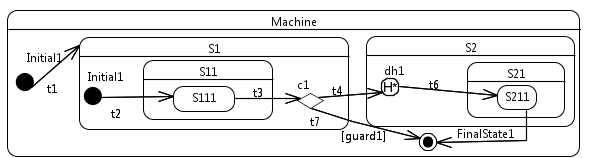 Machine
S1
S2
Initial1
t1
S11
Initial1
S111
t2
t3
c1
t4
t7
[guard1]
dh1
H*
t6
S21
S211
FinalState1